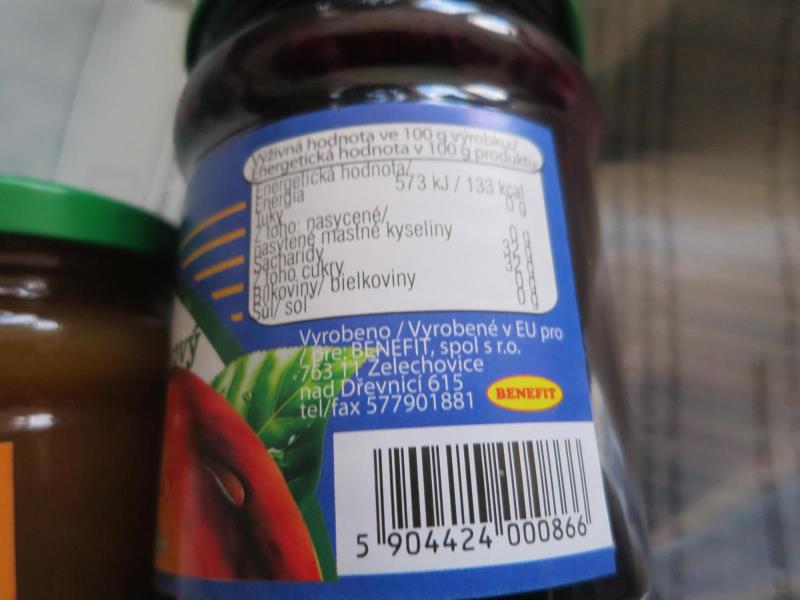 Výživná hodnota ve 100 g výrobku/
Energetická hodnota v 100 g produktu
Energetická hodnota/
Energia 573 kJ / 133 kcal
Tuky 0 g
z toho: nasycené/
nasýtené mastné kyseliny 0 g
Sacharidy 32 g
z toho cukry 32 g
Bílkoviny/ bielkoviny 0 g
Sůl/ soľ 0 g
Vyrobeno / Vyrobené v EU pro
/ pre: BENEFIT, spol s r.o.
763 11 Želechovice
nad Dřevnicí 615
tel/fax 577901881
BENEFIT
5 904424 000866